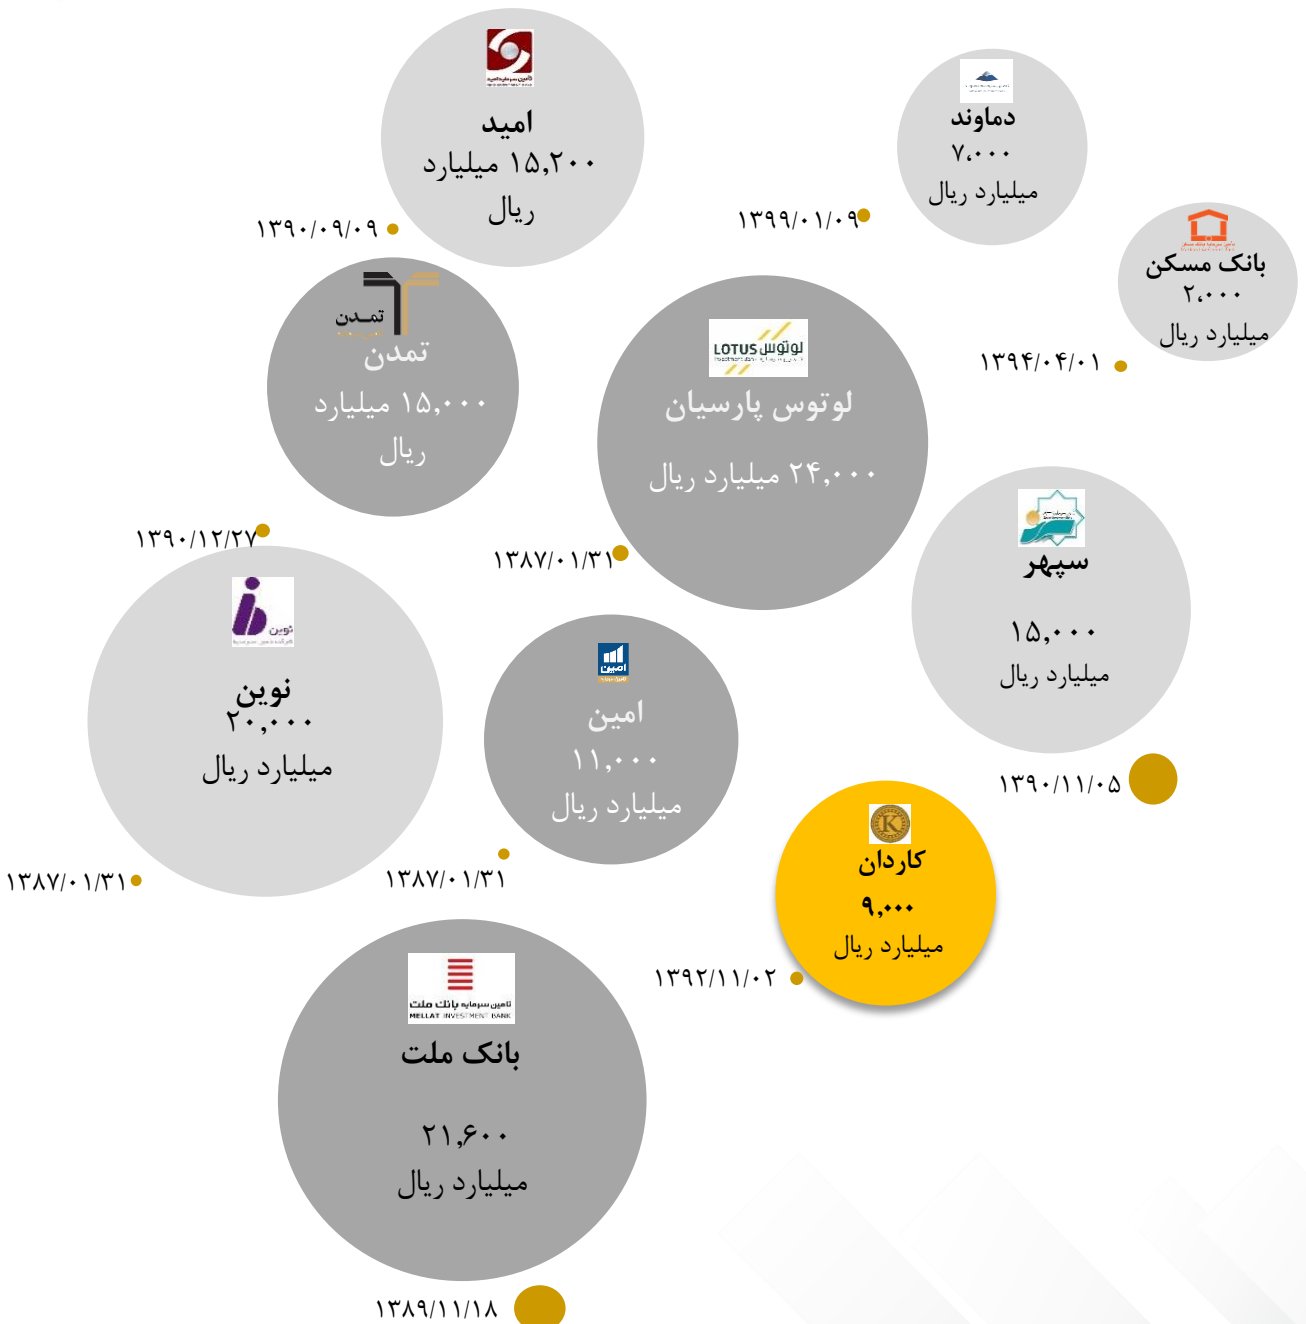 امید
۱۵,۲۰۰ میلیارد
ریال
۱۳۹۰/۰۹/۰۹
دماوند
۷،۰۰۰
میلیارد ریال
۱۳۹۹/۰۱/۰۹
بانک مسکن
۲،۰۰۰
میلیارد ریال
۱۳۹۴/۰۴/۰۱
تمدن
تمدن
۱۵,۰۰۰ میلیارد
ریال
۱۳۹۰/۱۲/۲۷
LOTUS لوتوس
لوتوس پارسیان
۲۴,۰۰۰ میلیارد ریال
۱۳۸۷/۰۱/۳۱
سپهر
۱۵,۰۰۰
میلیارد ریال
۱۳۹۰/۱۱/۰۵
نوین
نوین
۲۰,۰۰۰
میلیارد ریال
۱۳۸۷/۰۱/۳۱
امین
امین
۱۱,۰۰۰
میلیارد ریال
۱۳۸۷/۰۱/۳۱
K
کاردان
۹,۰۰۰
میلیارد ریال
۱۳۹۲/۱۱/۰۲
تامین سرمایه بانک ملت
MELLAT INVESTMENT BANK
بانک ملت
۲۱,۶۰۰
میلیارد ریال
۱۳۸۹/۱۱/۱۸